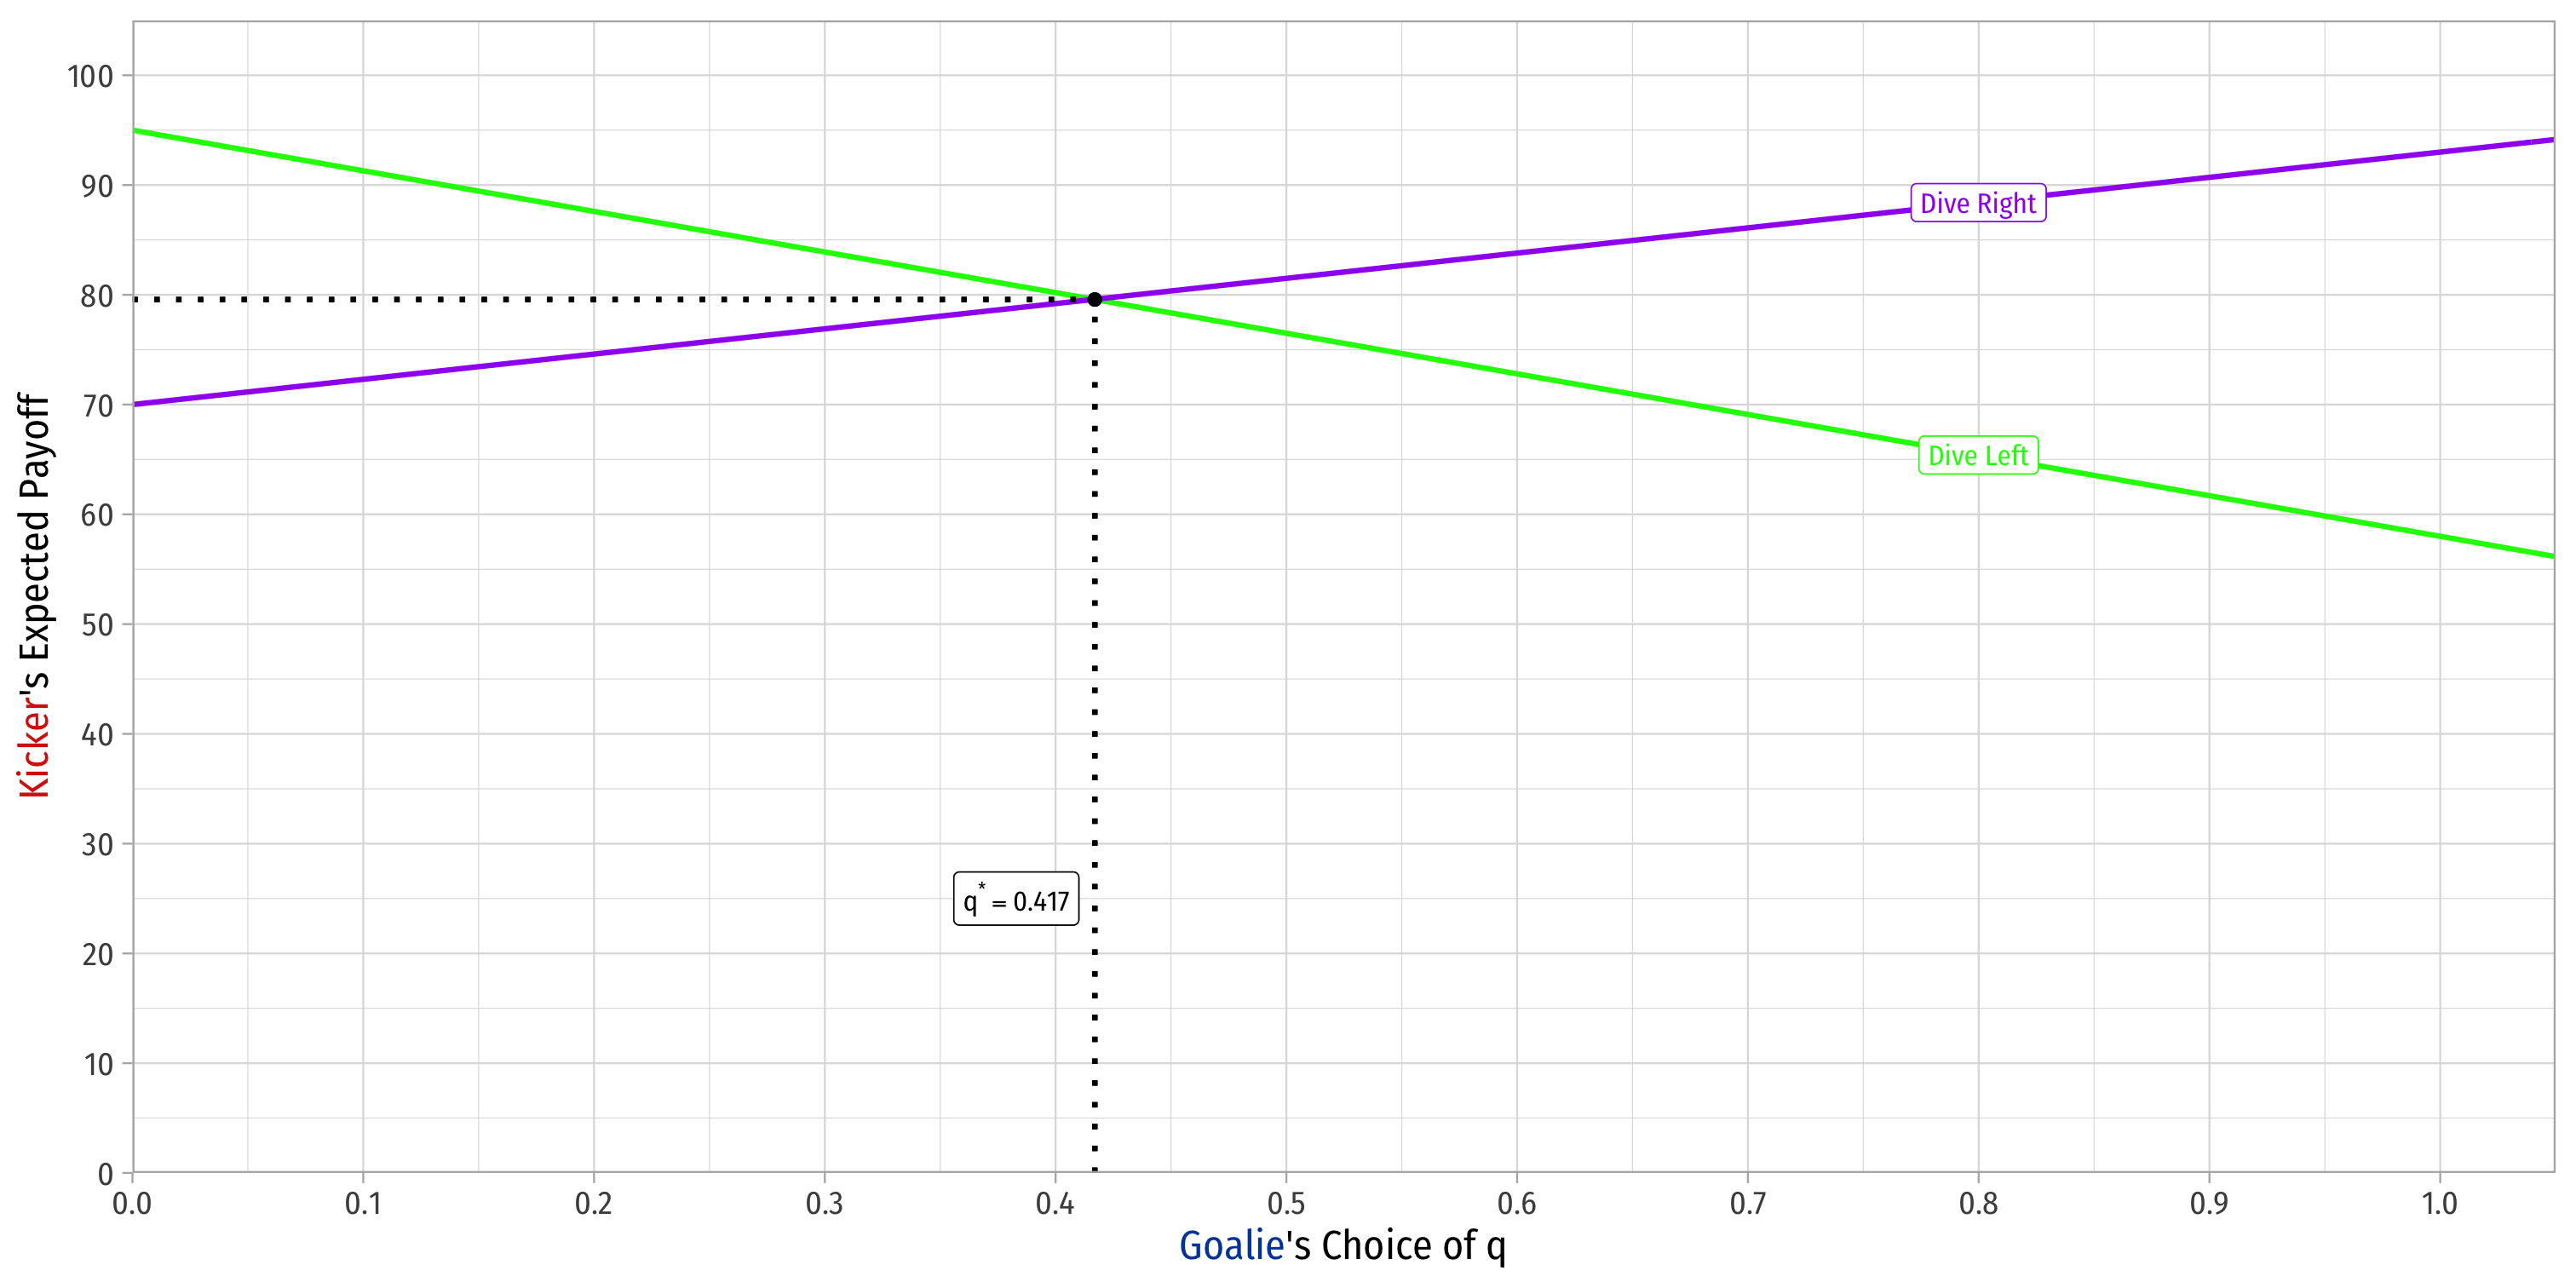 100
90
80
70
60
50
40
30
20
10
0
Kicker's Expected Payoff
Dive Right
Dive Left
q* = 0.417
0.0 0.1 0.2 0.3 0.4 0.5 0.6 0.7 0.8 0.9 1.0
Goalie's Choice of q